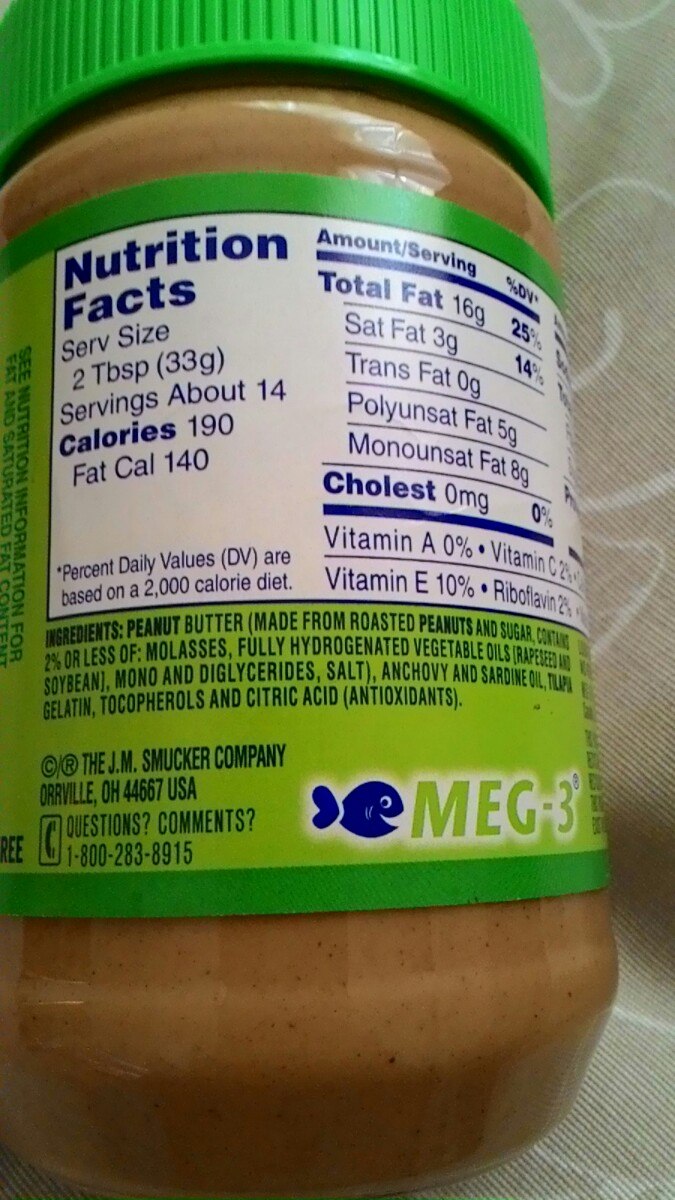 Nutrition
Facts
Serv Size
2 Tbsp (33g)
Servings About 14
Calories 190
Fat Cal 140
*Percent Daily Values (DV) are
based on a 2,000 calorie diet.
Amount/Serving %DV*
Total Fat 16g 25%
Sat Fat 3g 14%
Trans Fat 0g
Polyunsat Fat 5g
Monounsat Fat 8g
Cholest 0mg 0%
Vitamin A 0% • Vitamin C 2%
Vitamin E 10% • Riboflavin 2%
INGREDIENTS: PEANUT BUTTER (MADE FROM ROASTED PEANUTS AND SUGAR, CONTAINS
2% OR LESS OF: MOLASSES, FULLY HYDROGENATED VEGETABLE OILS [RAPESEED AND
SOYBEAN], MONO AND DIGLYCERIDES, SALT), ANCHOVY AND SARDINE OIL, TILAPIA
GELATIN, TOCOPHEROLS AND CITRIC ACID (ANTIOXIDANTS).
©/® THE J.M. SMUCKER COMPANY
ORRVILLE, OH 44667 USA
QUESTIONS? COMMENTS?
1-800-283-8915
MEG-3®
SEE NUTRITION INFORMATION FOR
FAT AND SATURATED FAT CONTENT
REE